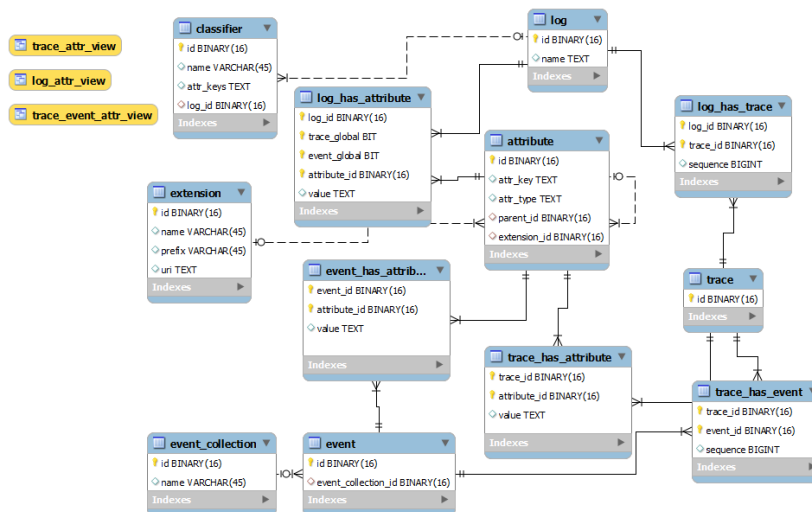 trace_attr_view
log_attr_view
trace_event_attr_view
classifier
id BINARY(16)
name VARCHAR(45)
attr_keys TEXT
log_id BINARY(16)
Indexes
log
id BINARY(16)
name TEXT
Indexes
log_has_attribute
log_id BINARY(16)
trace_global BIT
event_global BIT
attribute_id BINARY(16)
value TEXT
Indexes
attribute
id BINARY(16)
attr_key TEXT
attr_type TEXT
parent_id BINARY(16)
extension_id BINARY(16)
Indexes
log_has_trace
log_id BINARY(16)
trace_id BINARY(16)
sequence BIGINT
Indexes
extension
id BINARY(16)
name VARCHAR(45)
prefix VARCHAR(45)
uri TEXT
Indexes
event_has_attrib...
event_id BINARY(16)
attribute_id BINARY(16)
value TEXT
Indexes
trace
id BINARY(16)
Indexes
trace_has_attribute
trace_id BINARY(16)
attribute_id BINARY(16)
value TEXT
Indexes
trace_has_event
trace_id BINARY(16)
event_id BINARY(16)
sequence BIGINT
Indexes
event_collection
id BINARY(16)
name VARCHAR(45)
Indexes
event
id BINARY(16)
event_collection_id BINARY(16)
Indexes